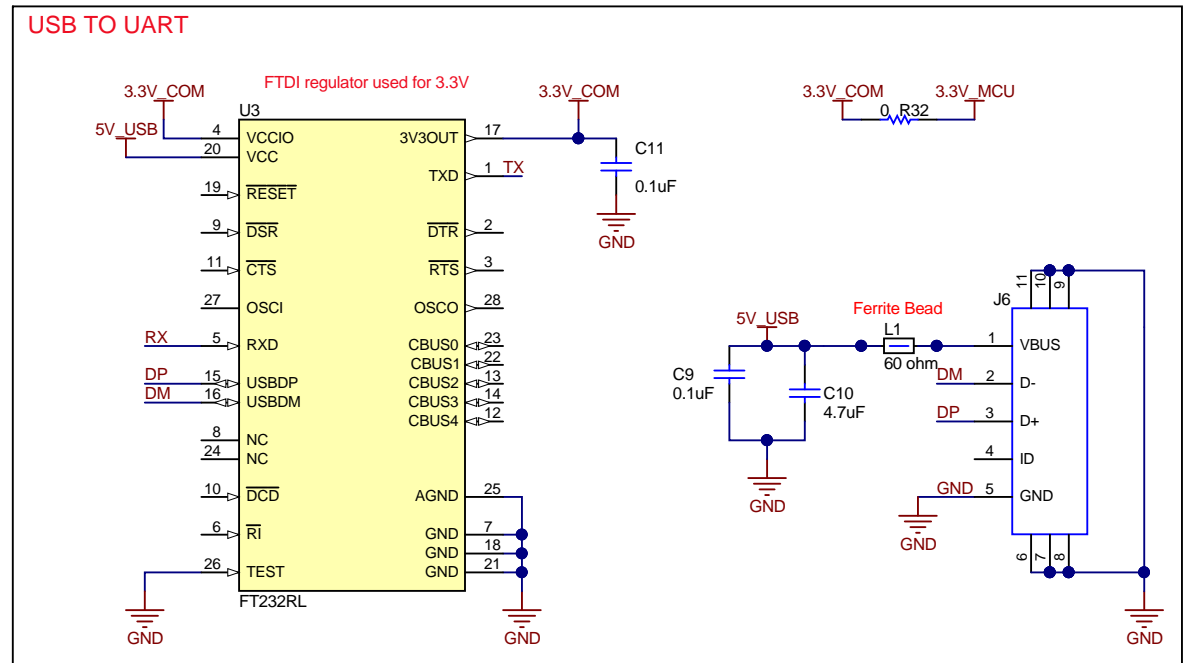 USB TO UART
FTDI regulator used for 3.3V
3.3V_COM
5V_USB
U3
4 VCCIO
20 VCC
19 RESET
9 DSR
11 CTS
27 OSCI
RX 5 RXD
DP 15 USBDP
DM 16 USBDM
8 NC
24 NC
10 DCD
6 RI
26 TEST
GND
FT232RL
3V3OUT 17
TXD 1 TX
DTR 2
RTS 3
OSCO 28
CBUS0 23
CBUS1 22
CBUS2 13
CBUS3 14
CBUS4 12
AGND 25
GND 7
GND 18
GND 21
GND
3.3V_COM
C11
0.1uF
GND
3.3V_COM 3.3V_MCU
0 R32
5V_USB
C9
0.1uF
C10
4.7uF
GND
Ferrite Bead
L1
60 ohm
J6
11 10 9
1 VBUS
DM 2 D-
DP 3 D+
4 ID
GND 5 GND
GND
6 7 8
GND